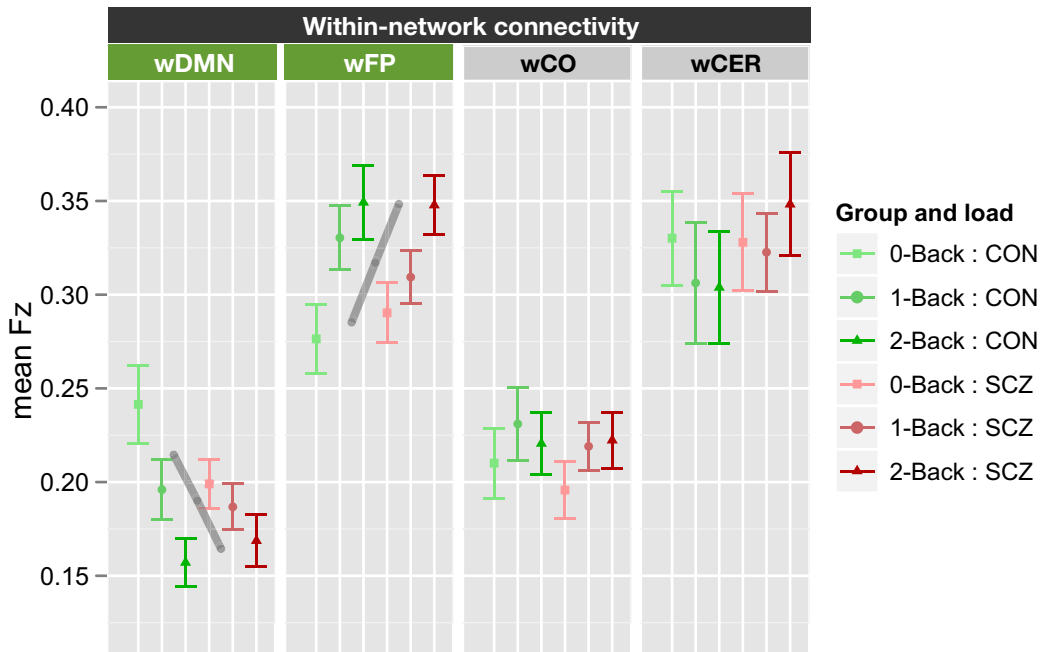 Within-network connectivity
wDMN wFP wCO wCER
0.40
0.35
0.30
0.25
0.20
0.15
mean Fz
Group and load
0-Back : CON
1-Back : CON
2-Back : CON
0-Back : SCZ
1-Back : SCZ
2-Back : SCZ